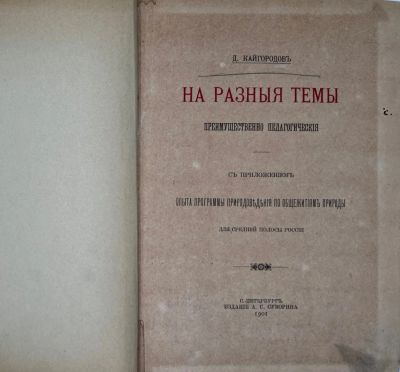 Д. КАЙГОРОДОВЪ
НА РАЗНЫЯ ТЕМЫ
ПРЕИМУЩЕСТВЕННО ПЕДАГОГИЧЕСКІЯ
СЪ ПРИЛОЖЕНІЕМЪ
ОПЫТА ПРОГРАММЫ ПРИРОДОВѢДѢНІЯ ПО ОБЩЕЖИТІЯМЪ ПРИРОДЫ
ДЛЯ СРЕДНЕЙ ПОЛОСЫ РОССІИ
С.-ПЕТЕРБУРГЪ
ИЗДАНІЕ А. С. СУВОРИНА
1901